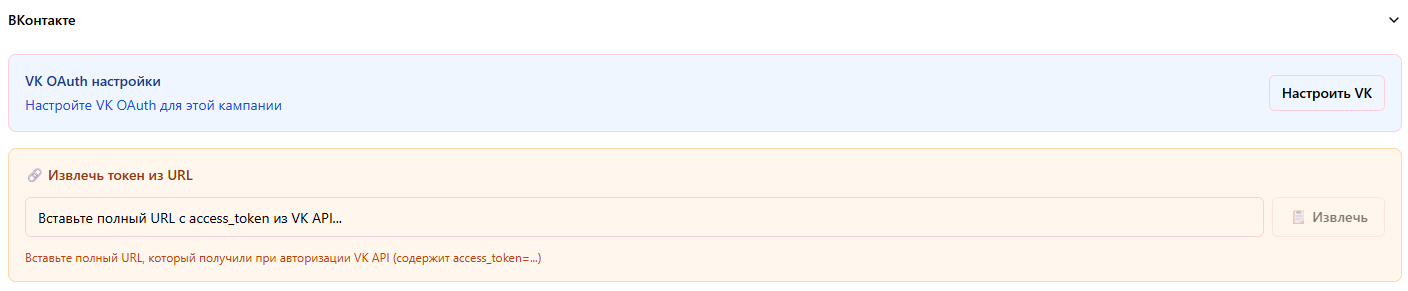 ВКонтакте
VK OAuth настройки
Настройте VK OAuth для этой кампании
Настроить VK
Извлечь токен из URL
Вставьте полный URL с access_token из VK API...
Извлечь
Вставьте полный URL, который получили при авторизации VK API (содержит access_token=...)